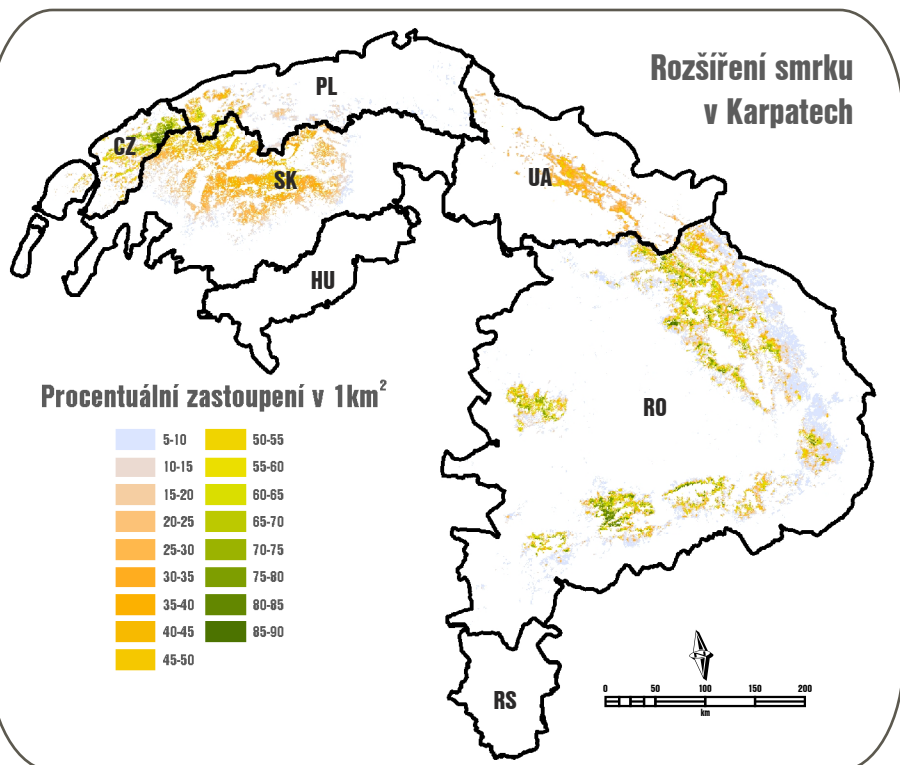 Rozšíření smrku
v Karpatech
PL
CZ
SK
UA
HU
RO
RS
Procentuální zastoupení v 1km²
5-10
10-15
15-20
20-25
25-30
30-35
35-40
40-45
45-50
50-55
55-60
60-65
65-70
70-75
75-80
80-85
85-90
0 50 100 150 200
km